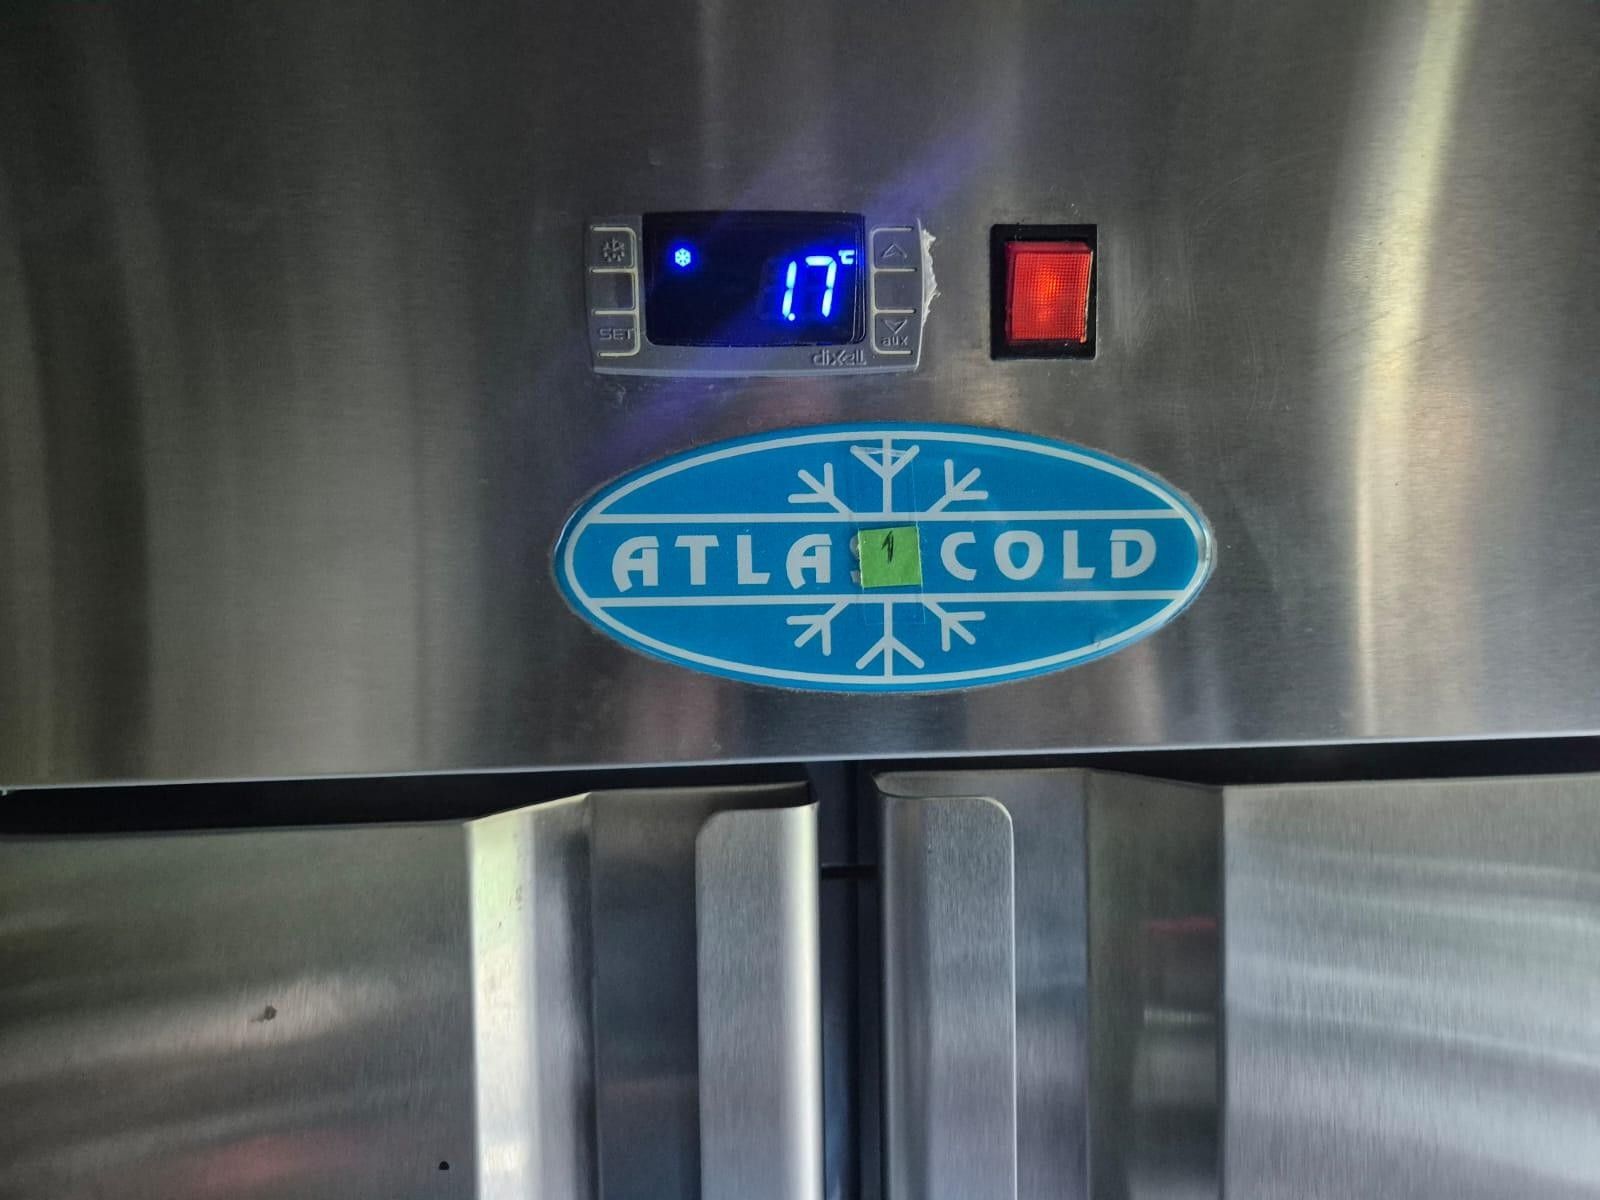 1.7 °C
SET
aux
dixell
ATLAS COLD
1